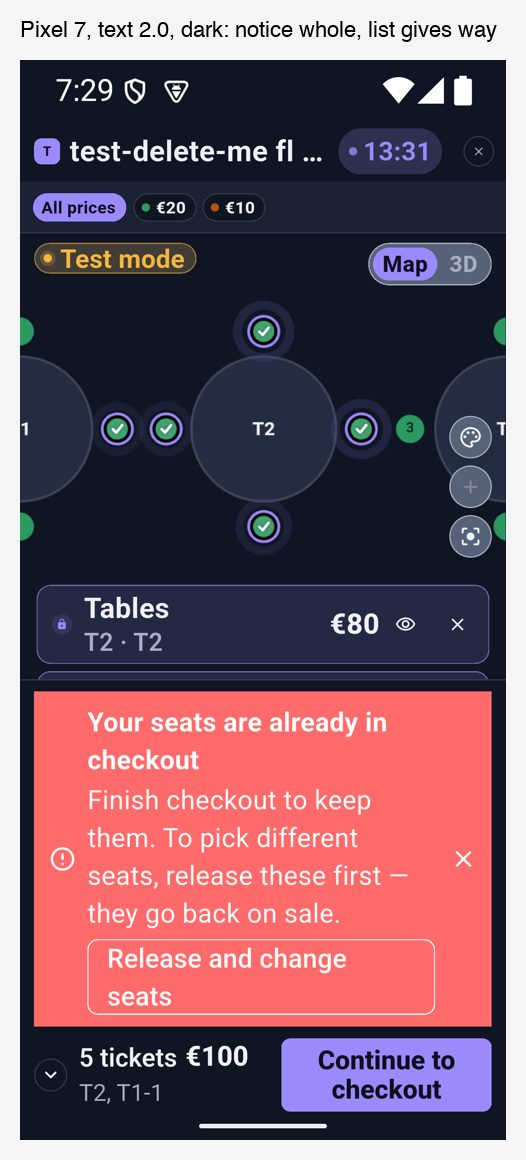 Pixel 7, text 2.0, dark: notice whole, list gives way
7:29
T test-delete-me fl … 13:31
All prices €20 €10
Test mode
Map 3D
1 T2 3 T
Tables
T2 · T2
€80
Your seats are already in
checkout
Finish checkout to keep
them. To pick different
seats, release these first —
they go back on sale.
Release and change
seats
5 tickets €100
T2, T1-1
Continue to
checkout